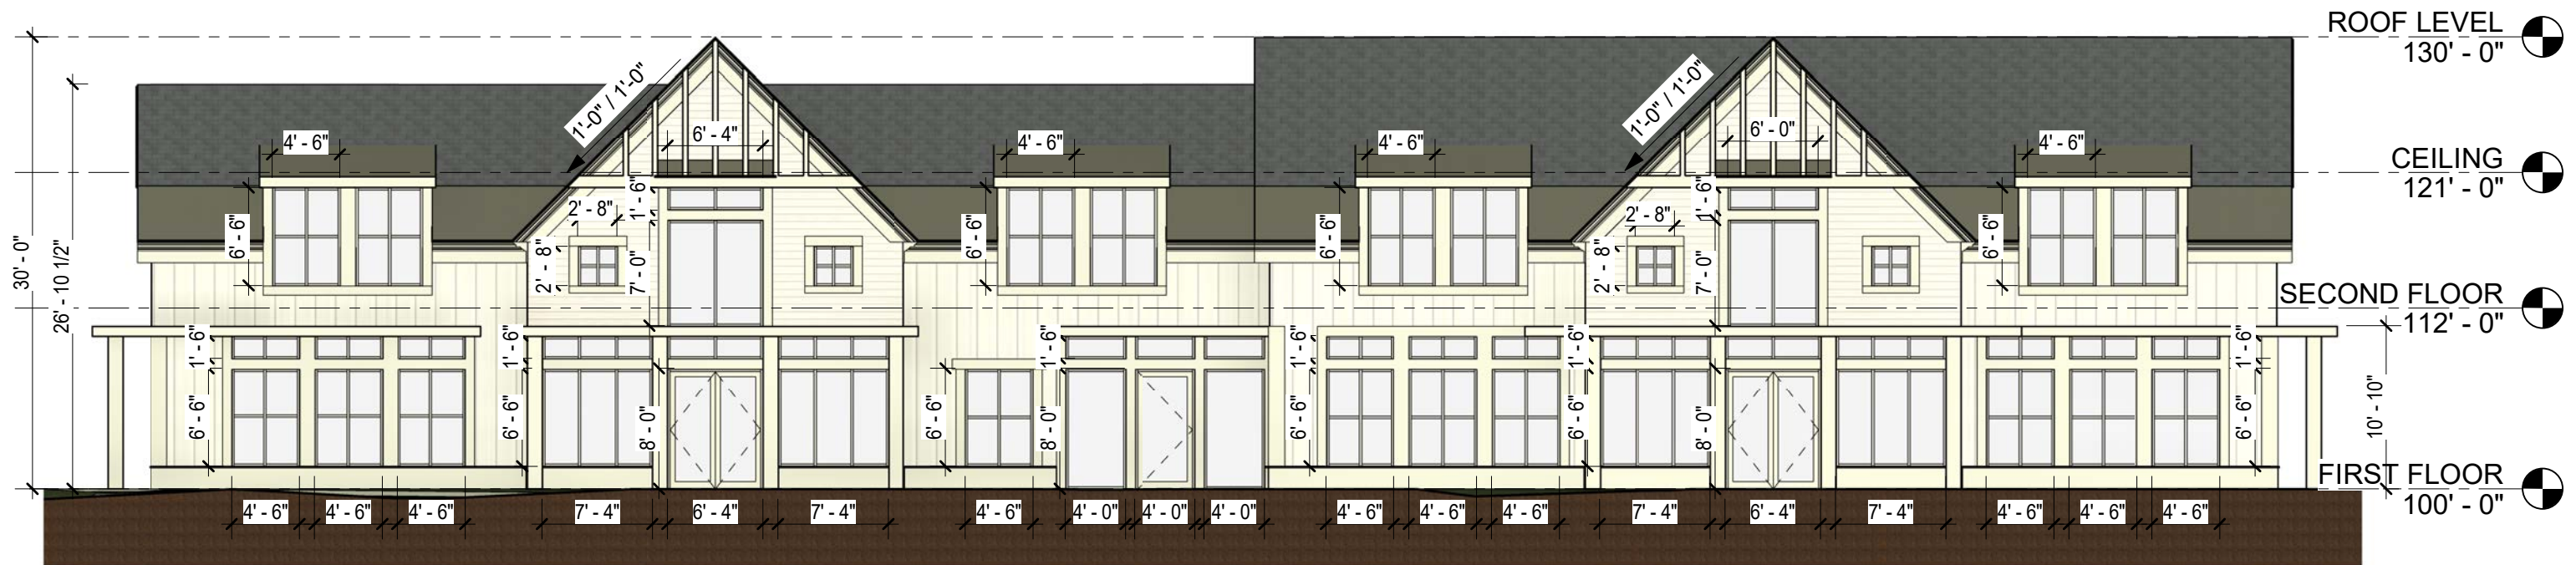 ROOF LEVEL
130' - 0"
CEILING
121' - 0"
SECOND FLOOR
112' - 0"
FIRST FLOOR
100' - 0"
30' - 0"
26' - 10 1/2"
10' - 10"
1'-0" / 1'-0"
1'-0" / 1'-0"
4' - 6"
6' - 4"
4' - 6"
4' - 6"
6' - 0"
4' - 6"
6' - 6"
2' - 8"
2' - 8"
1' - 6"
7' - 0"
6' - 6"
6' - 6"
2' - 8"
2' - 8"
1' - 6"
7' - 0"
6' - 6"
1' - 6"
6' - 6"
1' - 6"
6' - 6"
8' - 0"
6' - 6"
1' - 6"
8' - 0"
1' - 6"
6' - 6"
1' - 6"
6' - 6"
8' - 0"
1' - 6"
6' - 6"
4' - 6"
4' - 6"
4' - 6"
7' - 4"
6' - 4"
7' - 4"
4' - 6"
4' - 0"
4' - 0"
4' - 0"
4' - 6"
4' - 6"
4' - 6"
7' - 4"
6' - 4"
7' - 4"
4' - 6"
4' - 6"
4' - 6"